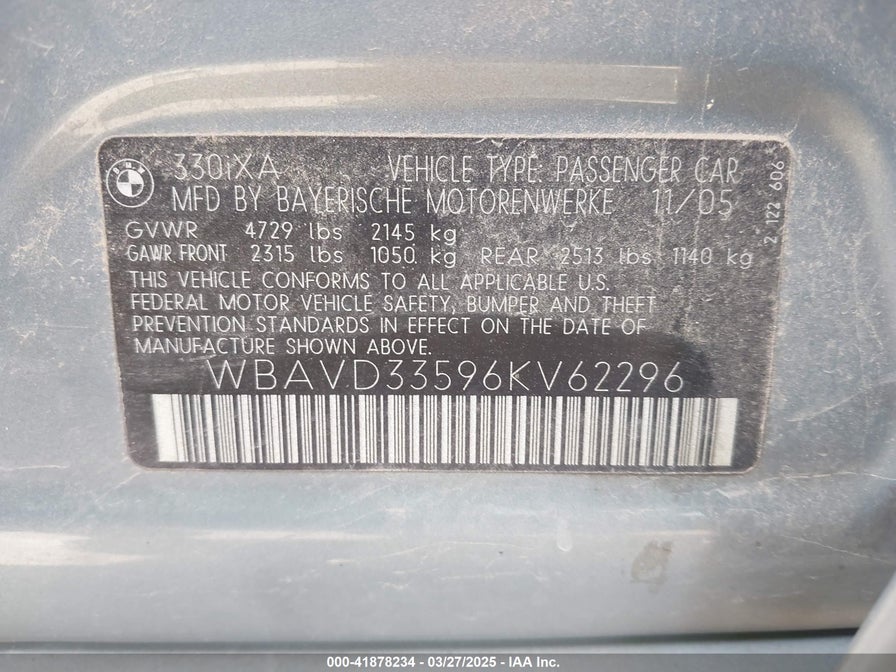 BMW
330iXA VEHICLE TYPE: PASSENGER CAR
MFD BY BAYERISCHE MOTORENWERKE 11/05
GVWR 4729 lbs 2145 kg
GAWR FRONT 2315 lbs 1050 kg REAR 2513 lbs 1140 kg
THIS VEHICLE CONFORMS TO ALL APPLICABLE U.S.
FEDERAL MOTOR VEHICLE SAFETY, BUMPER AND THEFT
PREVENTION STANDARDS IN EFFECT ON THE DATE OF
MANUFACTURE SHOWN ABOVE.
WBAVD33596KV62296
2 122 606
000-41878234 - 03/27/2025 - IAA Inc.